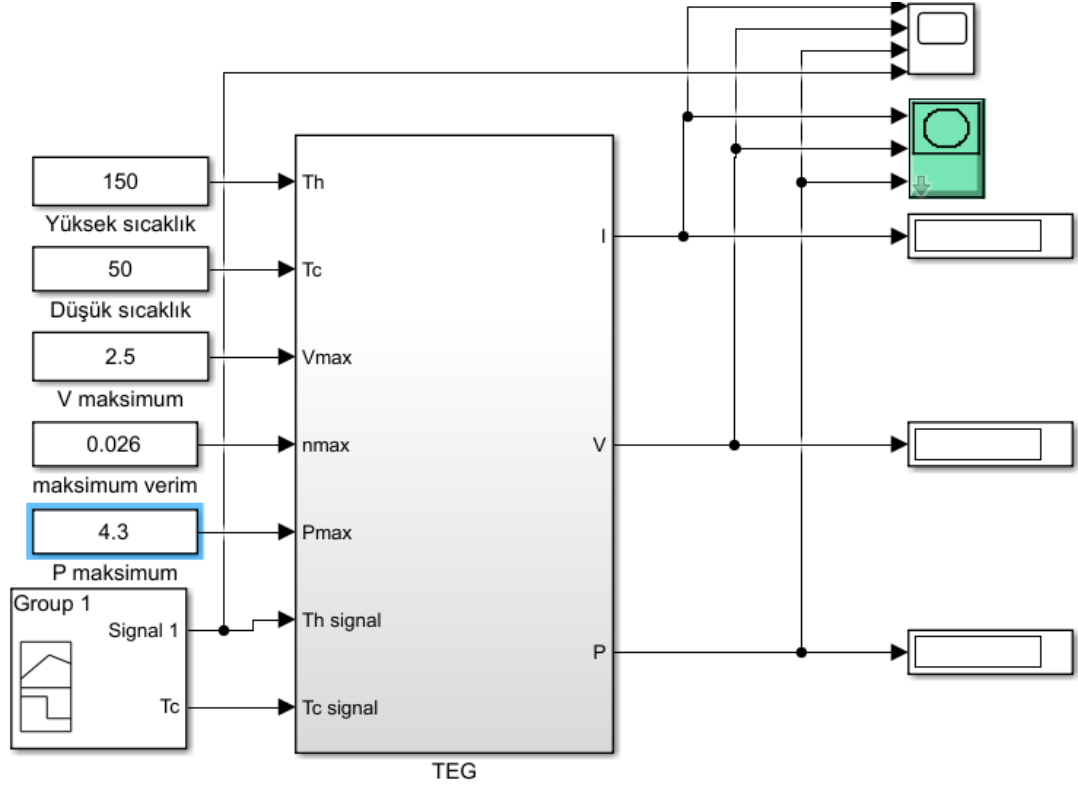 150
Yüksek sıcaklık
50
Düşük sıcaklık
2.5
V maksimum
0.026
maksimum verim
4.3
P maksimum
Group 1
Signal 1
Tc
Th
Tc
Vmax
nmax
Pmax
Th signal
Tc signal
I
V
P
TEG